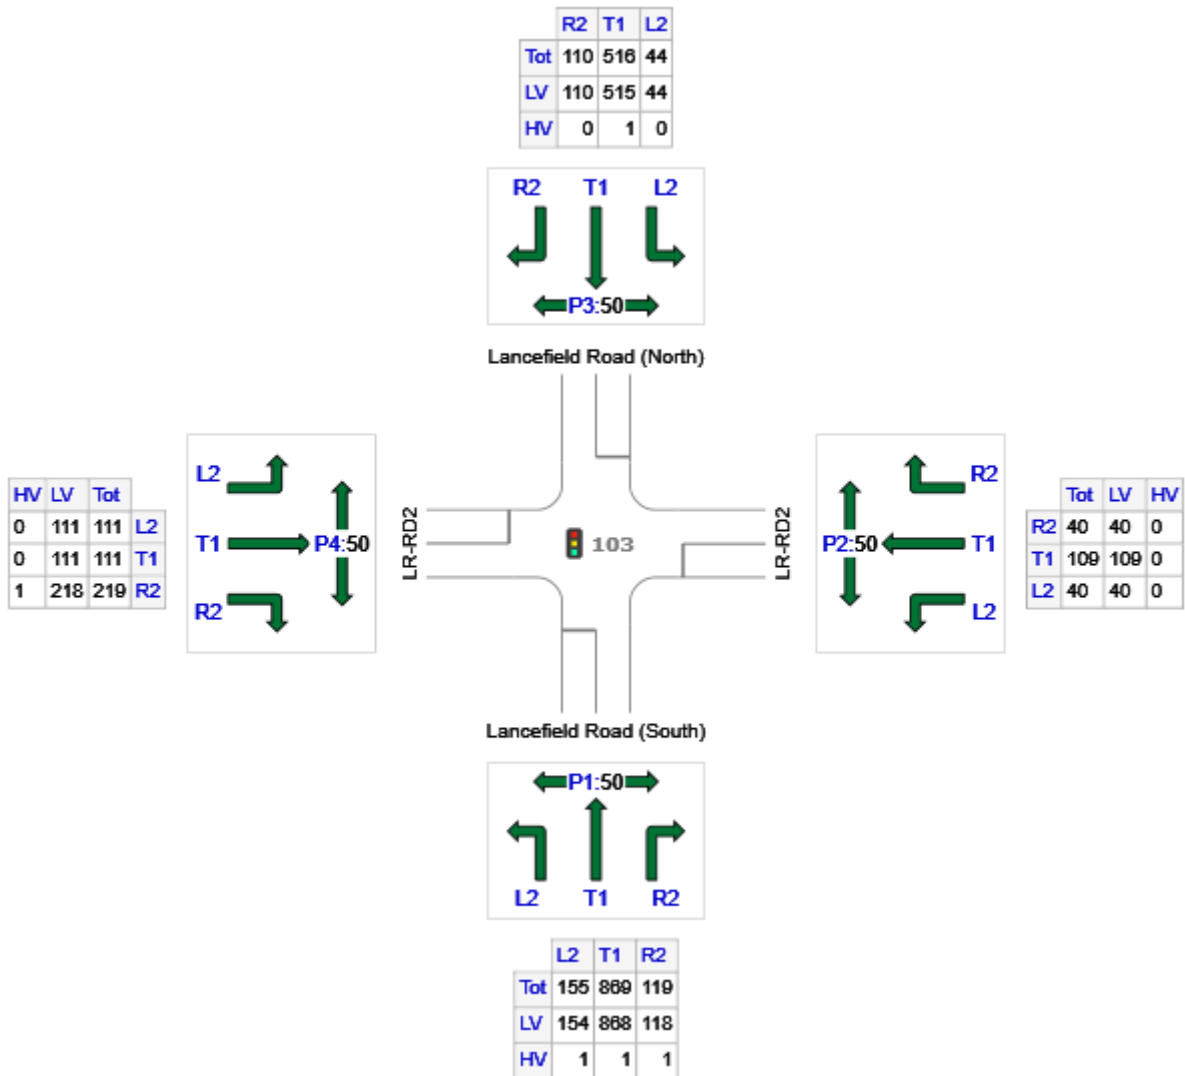 R2 T1 L2
Tot 110 516 44
LV 110 515 44
HV 0 1 0
R2 T1 L2
P3:50
Lancefield Road (North)
HV LV Tot
0 111 111 L2
0 111 111 T1
1 218 219 R2
L2
T1 P4:50
R2
LR-RD2
103
LR-RD2
R2
P2:50 T1
L2
Tot LV HV
R2 40 40 0
T1 109 109 0
L2 40 40 0
Lancefield Road (South)
P1:50
L2 T1 R2
L2 T1 R2
Tot 155 869 119
LV 154 868 118
HV 1 1 1